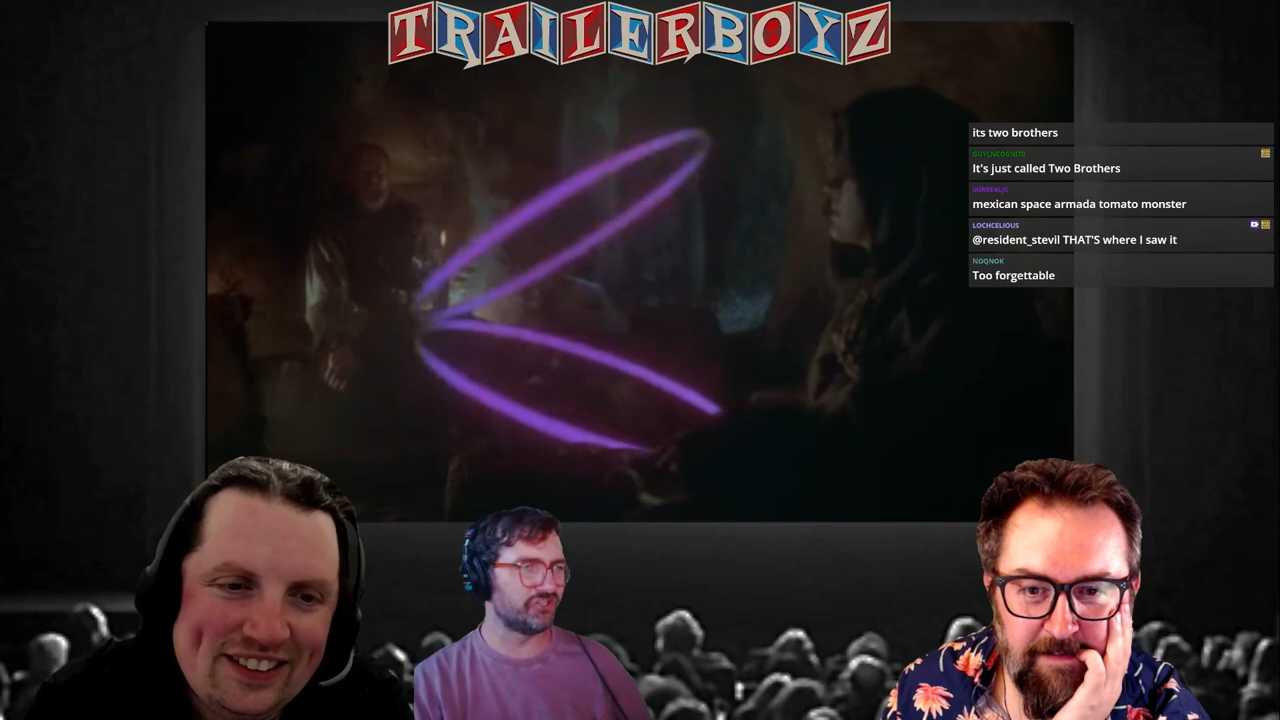 TRAILERBOYZ
its two brothers
GUYLNCOGNIT0
It's just called Two Brothers
SURREALJC
mexican space armada tomato monster
LOCHCELIOUS
@resident_stevil THAT'S where I saw it
NOQNOK
Too forgettable